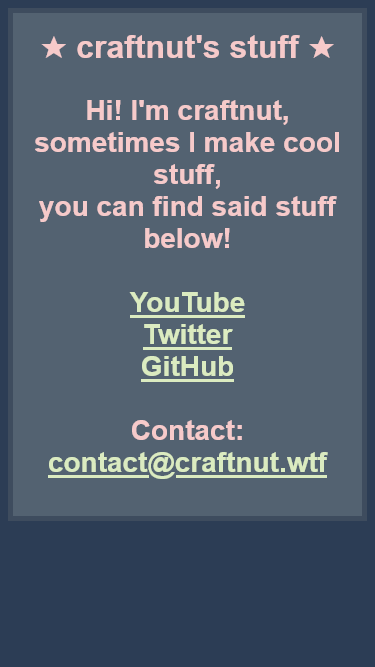 ★ craftnut's stuff ★
Hi! I'm craftnut,
sometimes I make cool
stuff,
you can find said stuff
below!
YouTube
Twitter
GitHub
Contact:
contact@craftnut.wtf